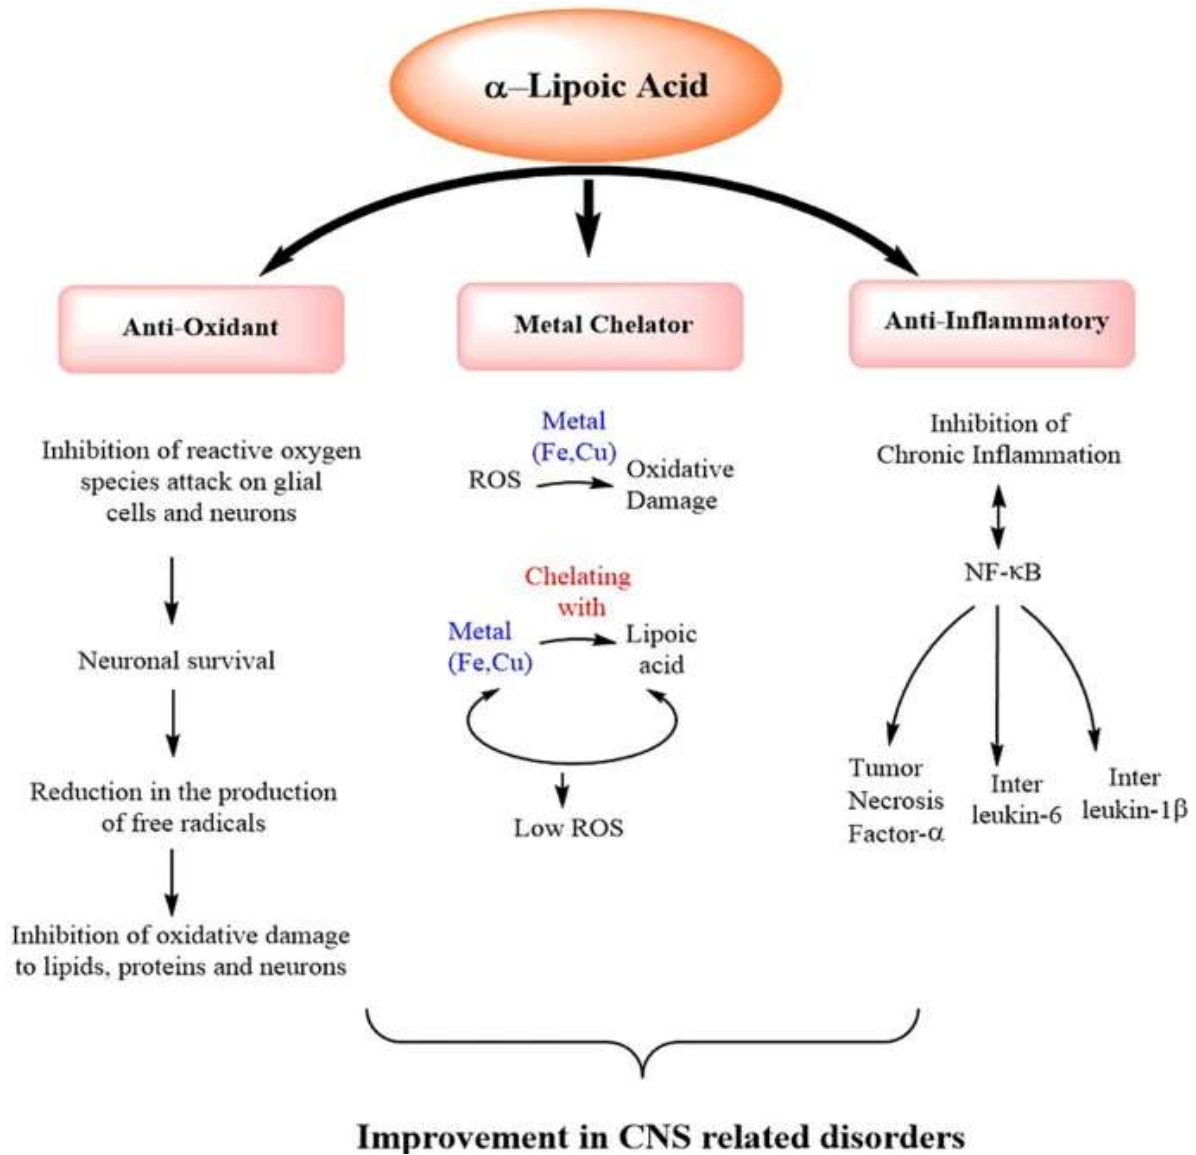 α–Lipoic Acid
Anti-Oxidant
Inhibition of reactive oxygen
species attack on glial
cells and neurons
Neuronal survival
Reduction in the production
of free radicals
Inhibition of oxidative damage
to lipids, proteins and neurons
Metal Chelator
Metal
(Fe,Cu)
ROS
Oxidative
Damage
Chelating
with
Metal
(Fe,Cu)
Lipoic
acid
Low ROS
Anti-Inflammatory
Inhibition of
Chronic Inflammation
NF-κB
Tumor
Necrosis
Factor-α
Inter
leukin-6
Inter
leukin-1β
Improvement in CNS related disorders